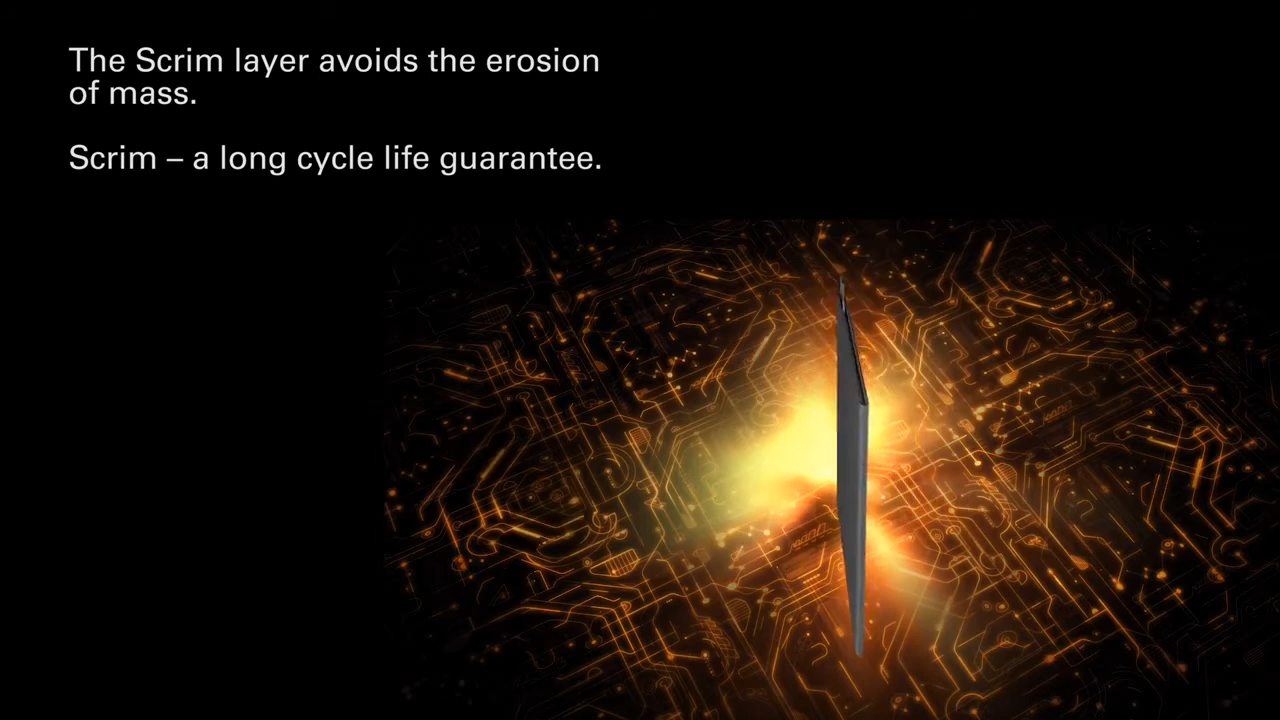 The Scrim layer avoids the erosion
of mass.
Scrim – a long cycle life guarantee.